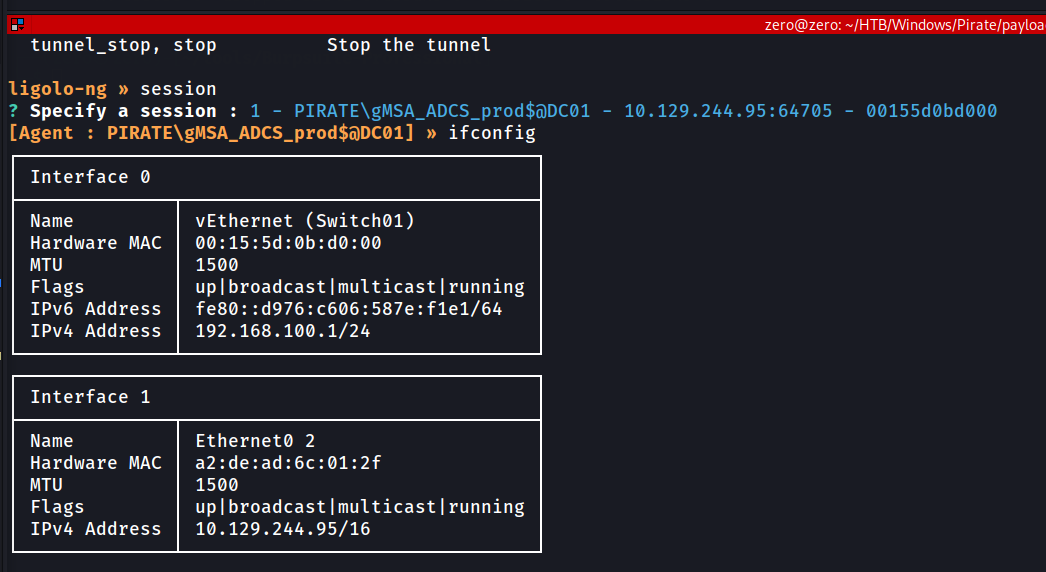 zero@zero: ~/HTB/Windows/Pirate/payloa
tunnel_stop, stop Stop the tunnel
ligolo-ng » session
? Specify a session : 1 - PIRATE\gMSA_ADCS_prod$@DC01 - 10.129.244.95:64705 - 00155d0bd000
[Agent : PIRATE\gMSA_ADCS_prod$@DC01] » ifconfig
Interface 0
Name vEthernet (Switch01)
Hardware MAC 00:15:5d:0b:d0:00
MTU 1500
Flags up|broadcast|multicast|running
IPv6 Address fe80::d976:c606:587e:f1e1/64
IPv4 Address 192.168.100.1/24
Interface 1
Name Ethernet0 2
Hardware MAC a2:de:ad:6c:01:2f
MTU 1500
Flags up|broadcast|multicast|running
IPv4 Address 10.129.244.95/16